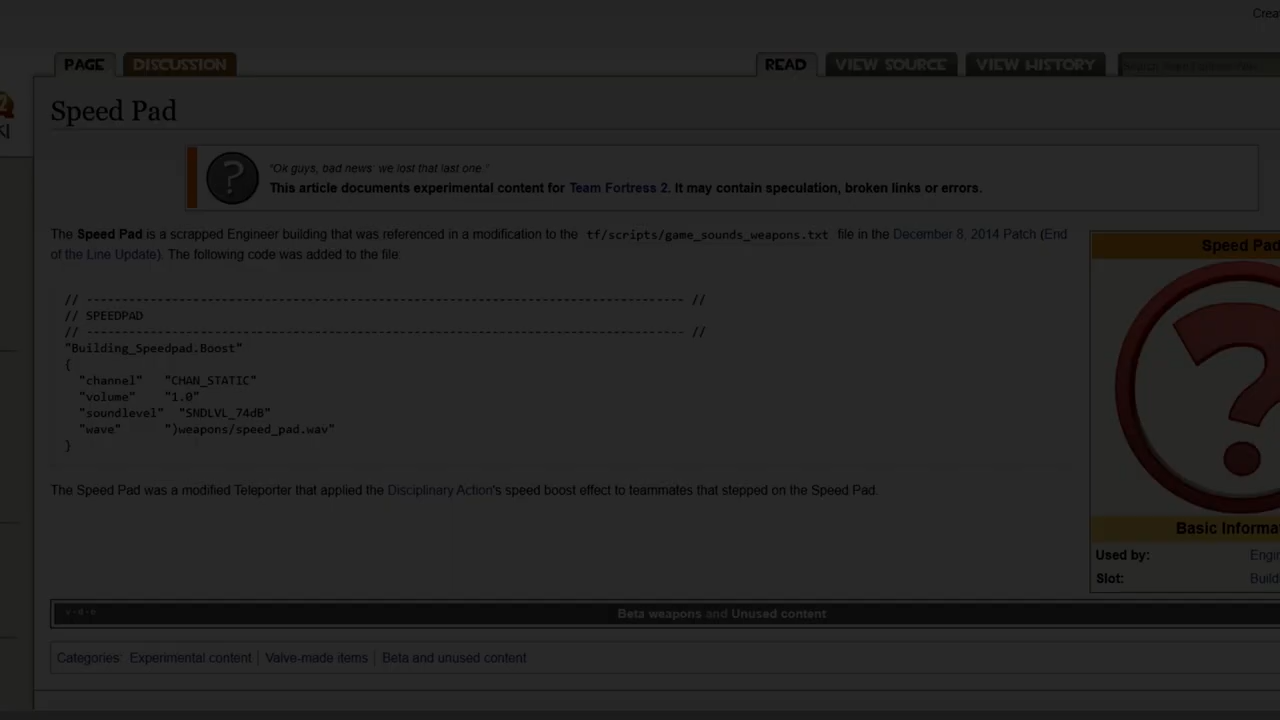 Crea
PAGE DISCUSSION READ VIEW SOURCE VIEW HISTORY
Speed Pad
"Ok guys, bad news: we lost that last one."
This article documents experimental content for Team Fortress 2. It may contain speculation, broken links or errors.
The Speed Pad is a scrapped Engineer building that was referenced in a modification to the tf/scripts/game_sounds_weapons.txt file in the December 8, 2014 Patch (End
of the Line Update). The following code was added to the file:
// ------------------------------------------------------------------------------------ //
// SPEEDPAD
// ------------------------------------------------------------------------------------ //
"Building_Speedpad.Boost"
{
"channel" "CHAN_STATIC"
"volume" "1.0"
"soundlevel" "SNDLVL_74dB"
"wave" ")weapons/speed_pad.wav"
}
The Speed Pad was a modified Teleporter that applied the Disciplinary Action's speed boost effect to teammates that stepped on the Speed Pad.
Speed Pad
Basic Informa
Used by: Engi
Slot: Build
v · d · e
Beta weapons and Unused content
Categories: Experimental content | Valve-made items | Beta and unused content